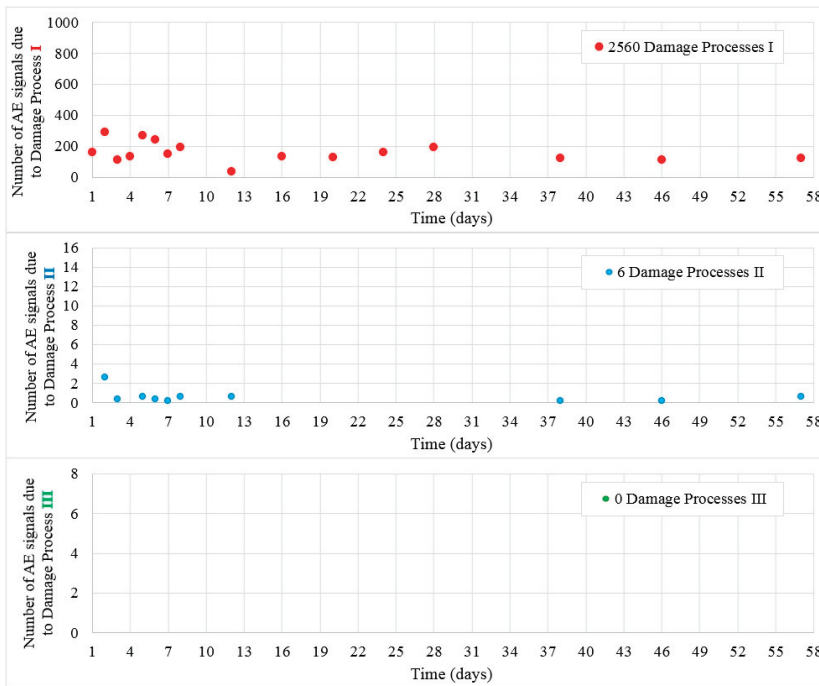 Number of AE signals due
to Damage Process I
1000
800
600
400
200
0
2560 Damage Processes I
1 4 7 10 13 16 19 22 25 28 31 34 37 40 43 46 49 52 55 58
Time (days)
Number of AE signals due
to Damage Process II
16
14
12
10
8
6
4
2
0
6 Damage Processes II
1 4 7 10 13 16 19 22 25 28 31 34 37 40 43 46 49 52 55 58
Time (days)
Number of AE signals due
to Damage Process III
8
6
4
2
0
0 Damage Processes III
1 4 7 10 13 16 19 22 25 28 31 34 37 40 43 46 49 52 55 58
Time (days)